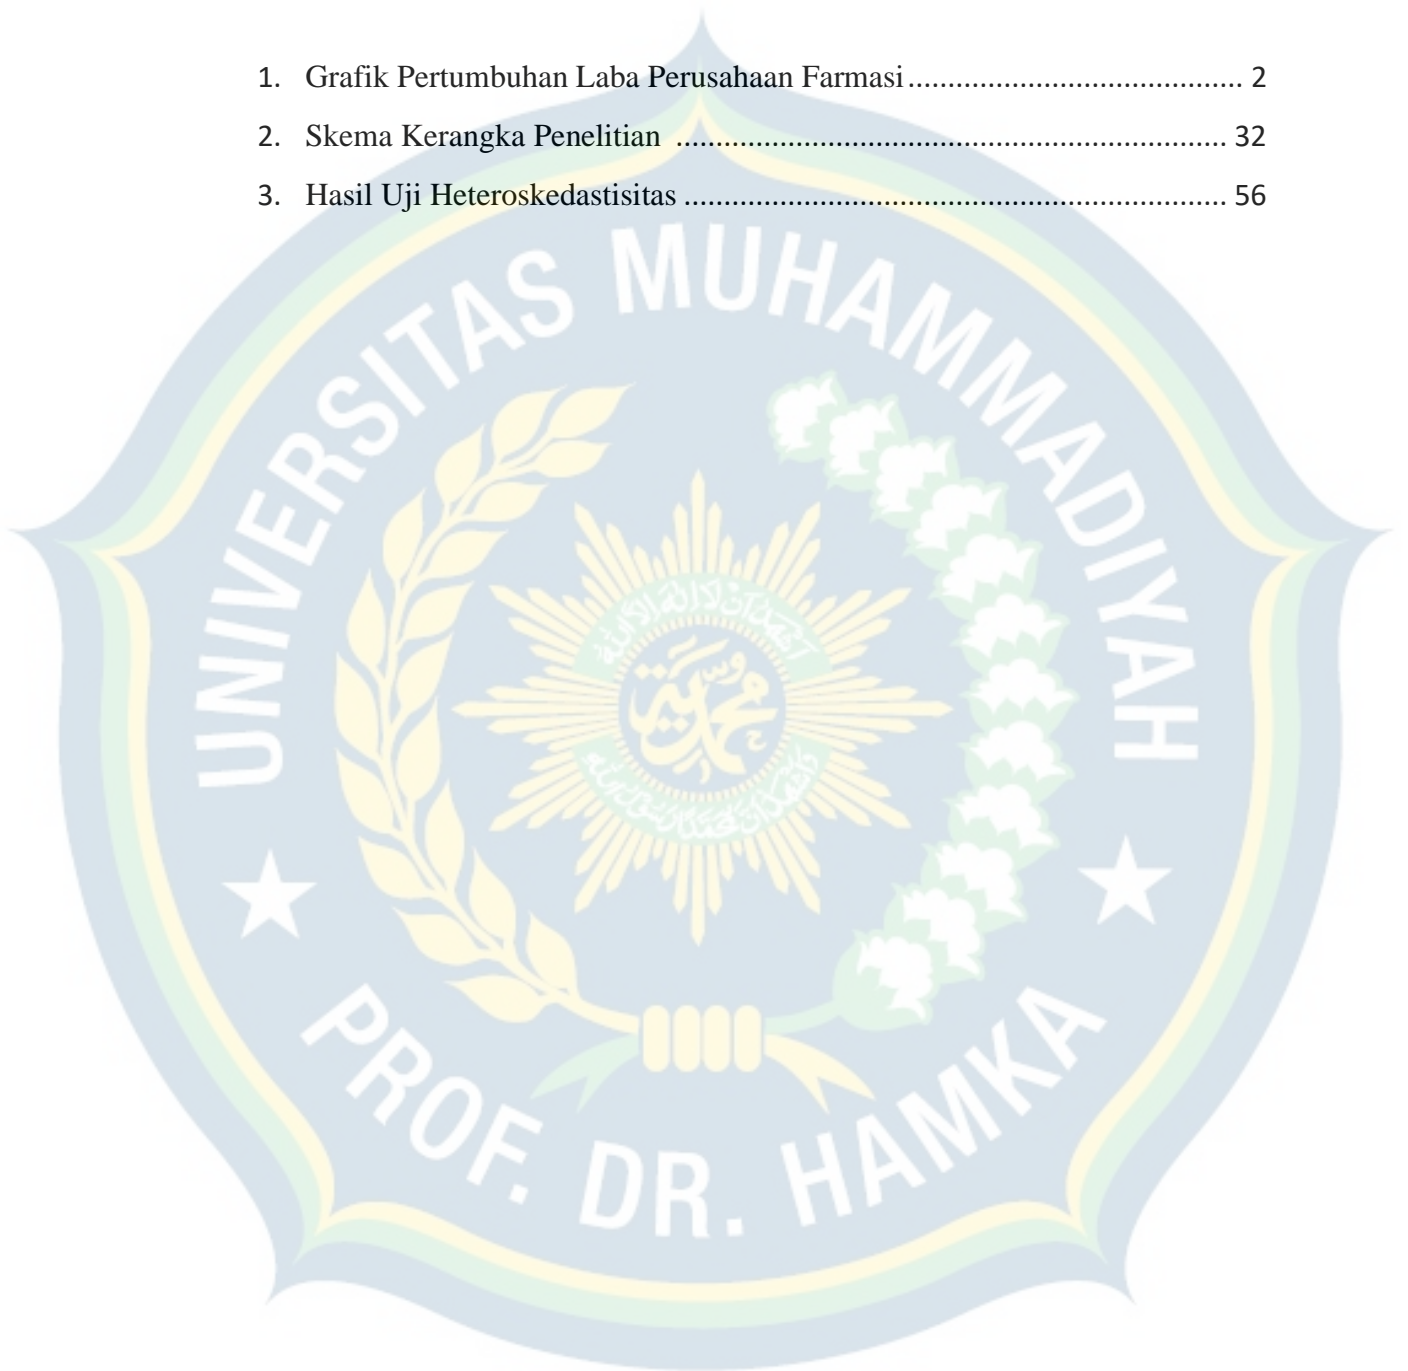 1. Grafik Pertumbuhan Laba Perusahaan Farmasi........................................... 2
2. Skema Kerangka Penelitian ...................................................................... 32
3. Hasil Uji Heteroskedastisitas ..................................................................... 56
UNIVERSITAS MUHAMMADIYAH
محمدية
PROF. DR. HAMKA